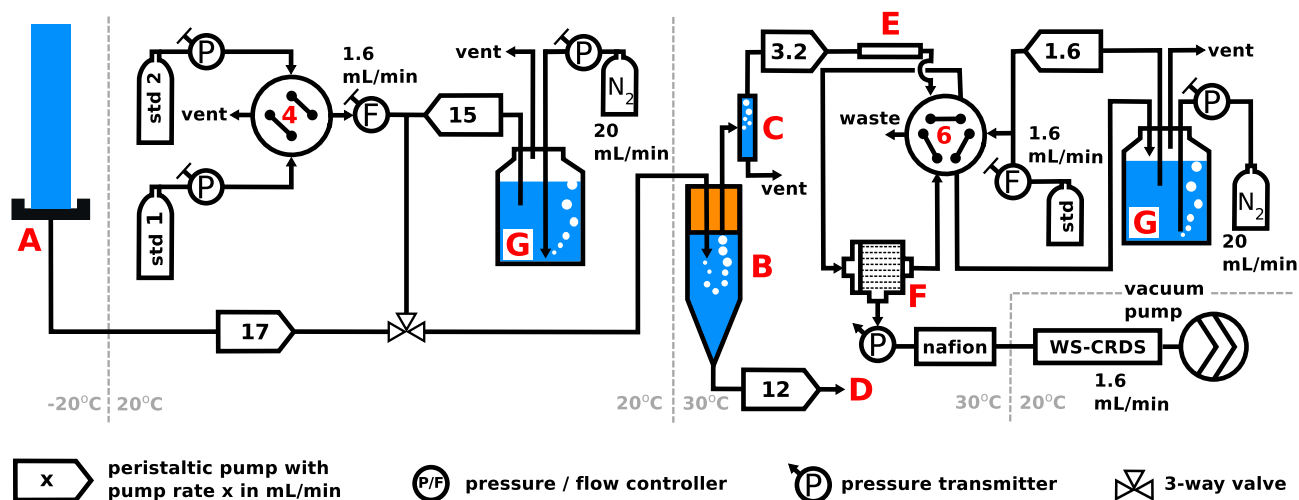 A
std 2
P
std 1
P
vent
4
1.6
mL/min
F
15
vent
P
N2
20
mL/min
G
17
-20°C
20°C
20°C
30°C
B
C
vent
3.2
E
12
D
waste
6
1.6
mL/min
F
std
1.6
vent
P
N2
20
mL/min
G
F
P
nafion
WS-CRDS
1.6
mL/min
vacuum
pump
30°C
20°C
x
peristaltic pump with
pump rate x in mL/min
P/F
pressure / flow controller
P
pressure transmitter
3-way valve